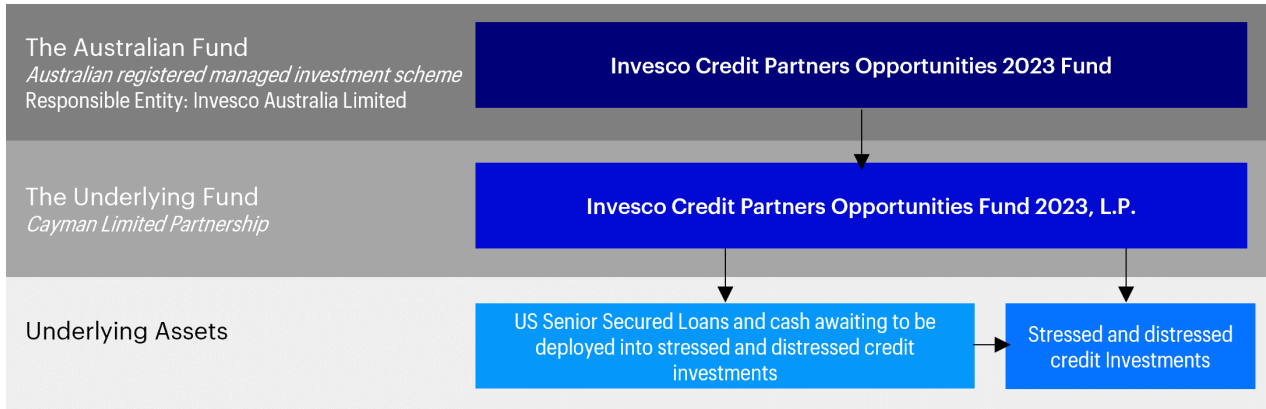 The Australian Fund
Australian registered managed investment scheme
Responsible Entity: Invesco Australia Limited
Invesco Credit Partners Opportunities 2023 Fund
The Underlying Fund
Cayman Limited Partnership
Invesco Credit Partners Opportunities Fund 2023, L.P.
Underlying Assets
US Senior Secured Loans and cash awaiting to be
deployed into stressed and distressed credit
investments
Stressed and distressed
credit Investments